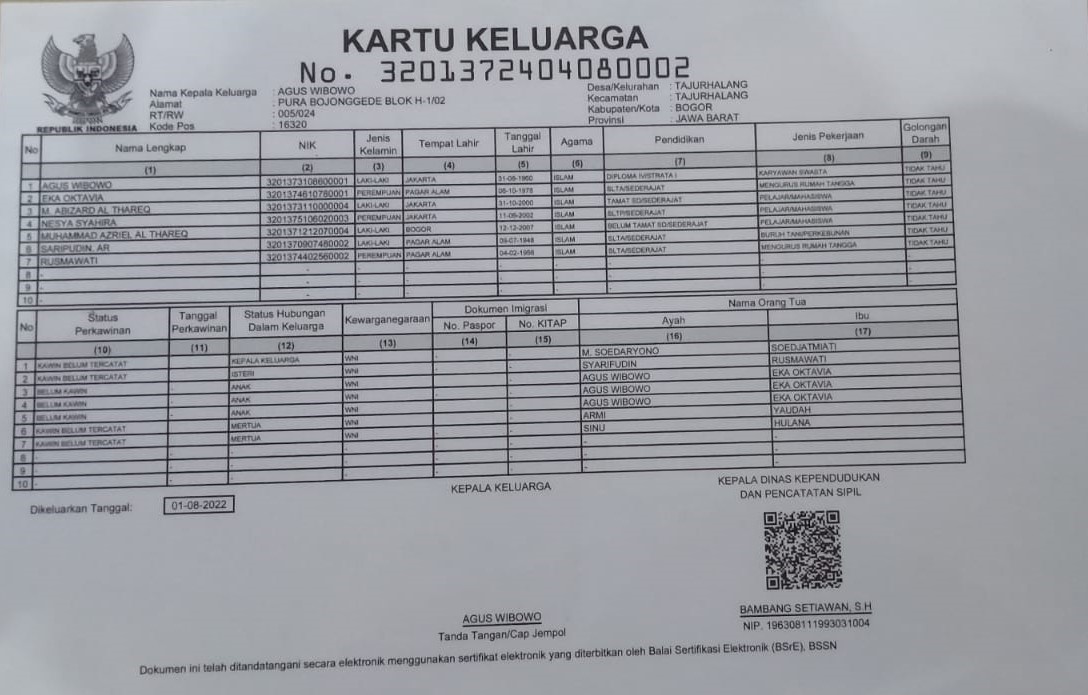 KARTU KELUARGA
No. 3201372404080002
REPUBLIK INDONESIA
Nama Kepala Keluarga : AGUS WIBOWO
Alamat : PURA BOJONGGEDE BLOK H-1/02
RT/RW : 005/024
Kode Pos : 16320
Desa/Kelurahan : TAJURHALANG
Kecamatan : TAJURHALANG
Kabupaten/Kota : BOGOR
Provinsi : JAWA BARAT
No Nama Lengkap NIK Jenis Kelamin Tempat Lahir Tanggal Lahir Agama Pendidikan Jenis Pekerjaan Golongan Darah
(1) (2) (3) (4) (5) (6) (7) (8) (9)
1 AGUS WIBOWO 3201373108600001 LAKI-LAKI JAKARTA 31-08-1960 ISLAM DIPLOMA IV/STRATA I KARYAWAN SWASTA TIDAK TAHU
2 EKA OKTAVIA 3201374610780001 PEREMPUAN PAGAR ALAM 06-10-1978 ISLAM SLTA/SEDERAJAT MENGURUS RUMAH TANGGA TIDAK TAHU
3 M. ABIZARD AL THAREQ 3201373110000004 LAKI-LAKI JAKARTA 31-10-2000 ISLAM TAMAT SD/SEDERAJAT PELAJAR/MAHASISWA TIDAK TAHU
4 NESYA SYAHIRA 3201375106020003 PEREMPUAN JAKARTA 11-06-2002 ISLAM SLTP/SEDERAJAT PELAJAR/MAHASISWA TIDAK TAHU
5 MUHAMMAD AZRIEL AL THAREQ 3201371212070004 LAKI-LAKI BOGOR 12-12-2007 ISLAM BELUM TAMAT SD/SEDERAJAT PELAJAR/MAHASISWA TIDAK TAHU
6 SARIPUDIN. AR 3201370907480002 LAKI-LAKI PAGAR ALAM 09-07-1948 ISLAM SLTA/SEDERAJAT BURUH TANI/PERKEBUNAN TIDAK TAHU
7 RUSMAWATI 3201374402560002 PEREMPUAN PAGAR ALAM 04-02-1956 ISLAM SLTA/SEDERAJAT MENGURUS RUMAH TANGGA TIDAK TAHU
8 - - - - - - - - -
9 - - - - - - - - -
10 - - - - - - - - -
No Status Perkawinan Tanggal Perkawinan Status Hubungan Dalam Keluarga Kewarganegaraan Dokumen Imigrasi Nama Orang Tua
No. Paspor No. KITAP Ayah Ibu
(10) (11) (12) (13) (14) (15) (16) (17)
1 KAWIN BELUM TERCATAT - KEPALA KELUARGA WNI - - M. SOEDARYONO SOEDJATMIATI
2 KAWIN BELUM TERCATAT - ISTERI WNI - - SYARIFUDIN RUSMAWATI
3 BELUM KAWIN - ANAK WNI - - AGUS WIBOWO EKA OKTAVIA
4 BELUM KAWIN - ANAK WNI - - AGUS WIBOWO EKA OKTAVIA
5 BELUM KAWIN - ANAK WNI - - AGUS WIBOWO EKA OKTAVIA
6 KAWIN BELUM TERCATAT - MERTUA WNI - - ARMI YAUDAH
7 KAWIN BELUM TERCATAT - MERTUA WNI - - SINU HULANA
8 - - - - - - - -
9 - - - - - - - -
10 - - - - - - - -
Dikeluarkan Tanggal: 01-08-2022
KEPALA KELUARGA
KEPALA DINAS KEPENDUDUKAN
DAN PENCATATAN SIPIL
AGUS WIBOWO
Tanda Tangan/Cap Jempol
BAMBANG SETIAWAN, S.H
NIP. 196308111993031004
Dokumen ini telah ditandatangani secara elektronik menggunakan sertifikat elektronik yang diterbitkan oleh Balai Sertifikasi Elektronik (BSrE), BSSN